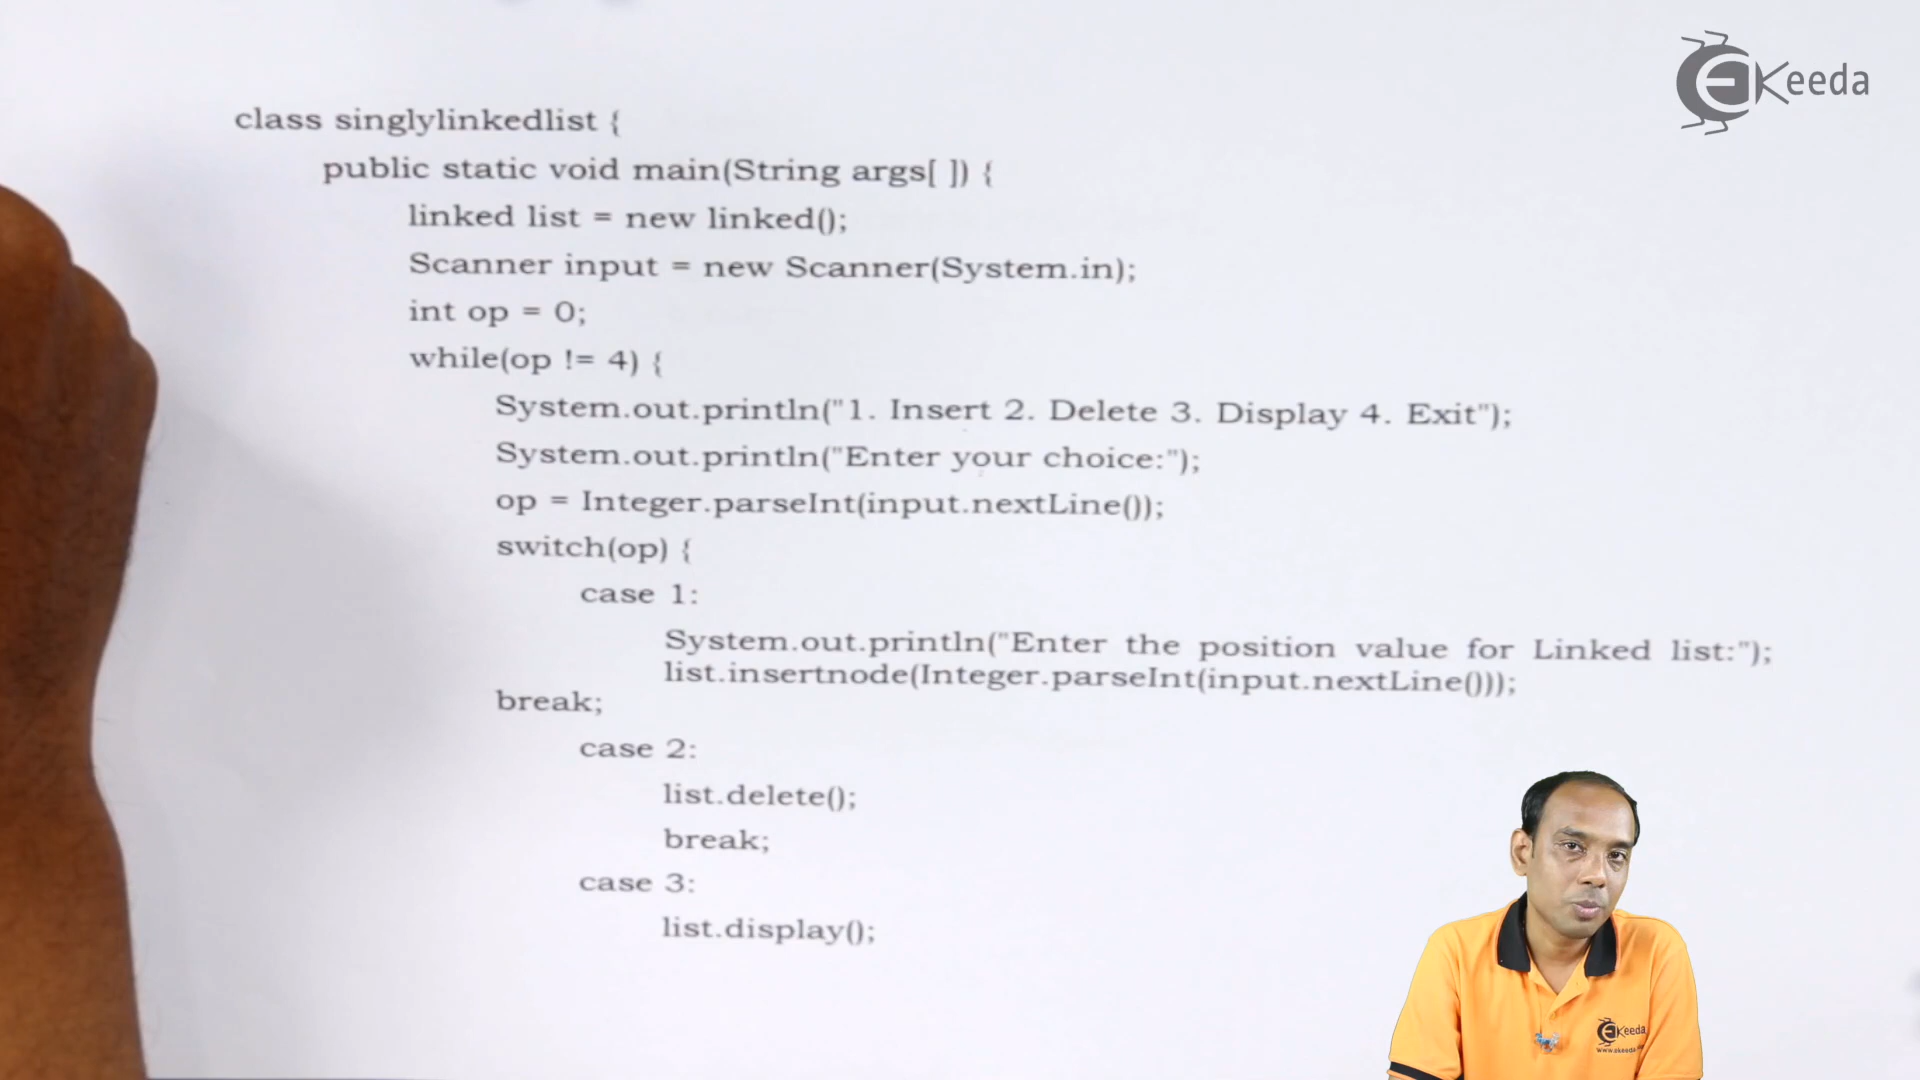 eKeeda
class singlylinkedlist {
public static void main(String args[ ]) {
linked list = new linked();
Scanner input = new Scanner(System.in);
int op = 0;
while(op != 4) {
System.out.println("1. Insert 2. Delete 3. Display 4. Exit");
System.out.println("Enter your choice:");
op = Integer.parseInt(input.nextLine());
switch(op) {
case 1:
System.out.println("Enter the position value for Linked list:");
list.insertnode(Integer.parseInt(input.nextLine()));
break;
case 2:
list.delete();
break;
case 3:
list.display();
eKeeda